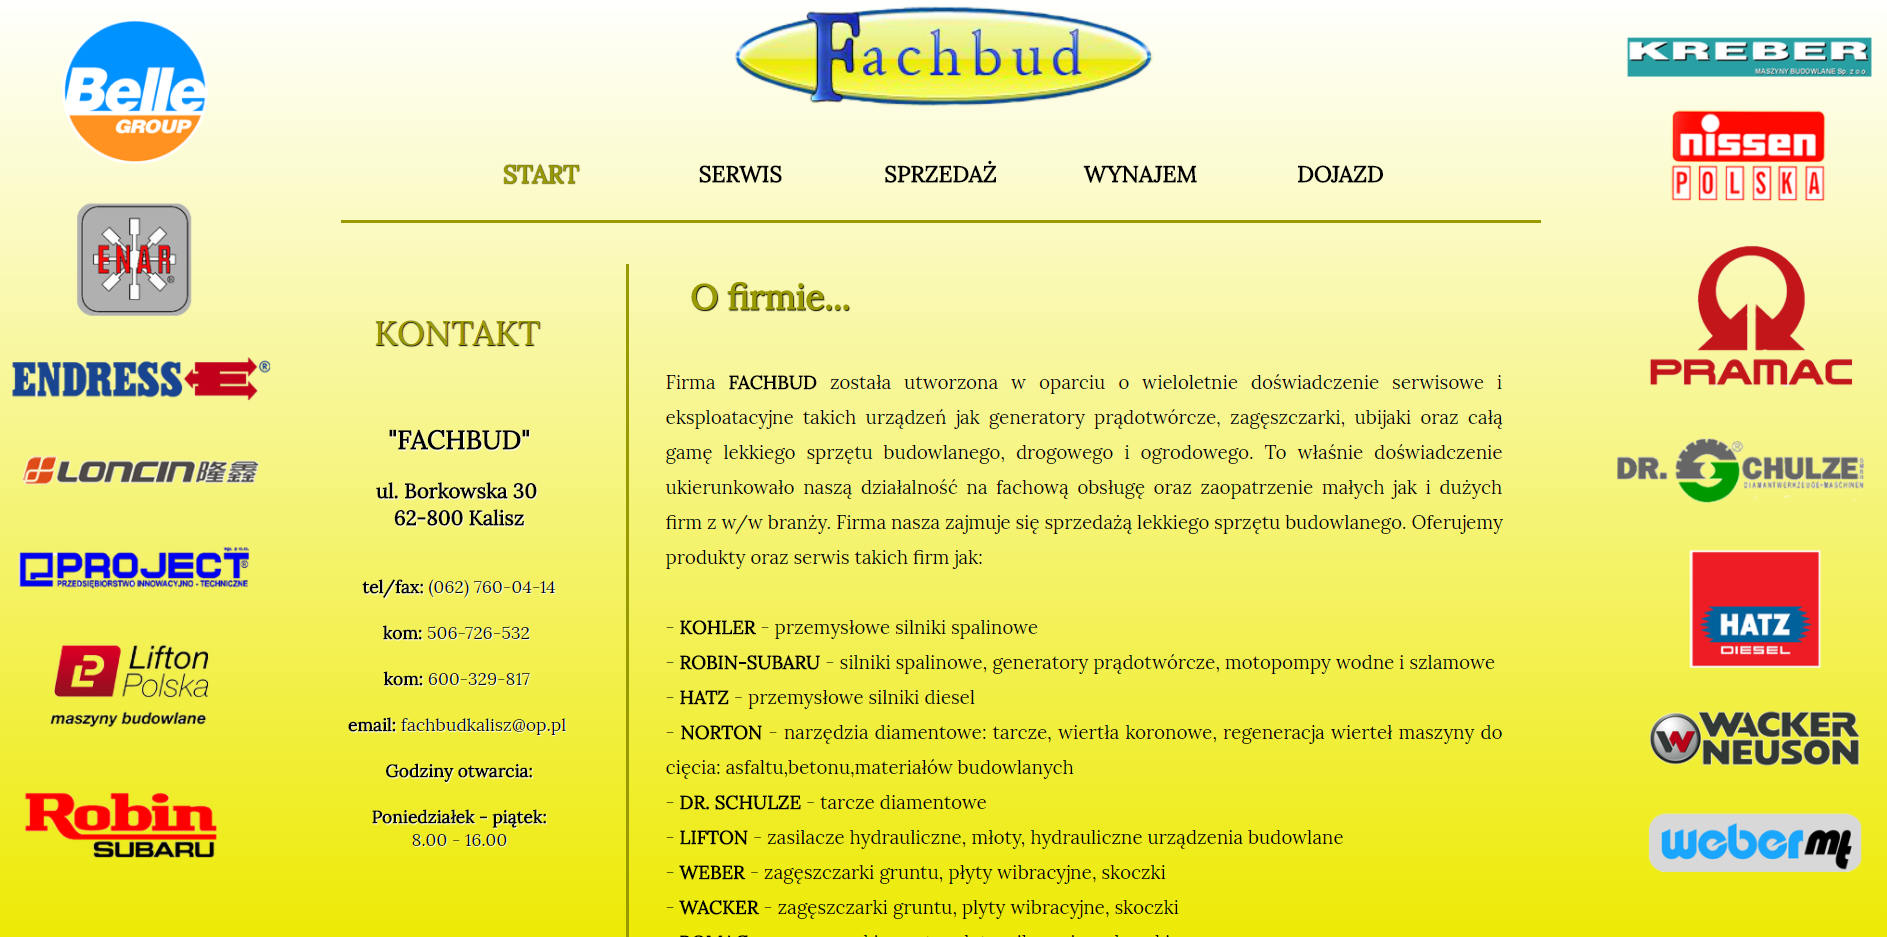 Fachbud
START SERWIS SPRZEDAŻ WYNAJEM DOJAZD
Belle
GROUP
ENAR
ENDRESS E
LONCIN隆鑫
PROJECT
PRZEDSIĘBIORSTWO INNOWACYJNO - TECHNICZNE
Lifton
Polska
maszyny budowlane
Robin
SUBARU
KONTAKT
"FACHBUD"
ul. Borkowska 30
62-800 Kalisz
tel/fax: (062) 760-04-14
kom: 506-726-532
kom: 600-329-817
email: fachbudkalisz@op.pl
Godziny otwarcia:
Poniedziałek - piątek:
8.00 - 16.00
O firmie...
Firma FACHBUD została utworzona w oparciu o wieloletnie doświadczenie serwisowe i
eksploatacyjne takich urządzeń jak generatory prądotwórcze, zagęszczarki, ubijaki oraz całą
gamę lekkiego sprzętu budowlanego, drogowego i ogrodowego. To właśnie doświadczenie
ukierunkowało naszą działalność na fachową obsługę oraz zaopatrzenie małych jak i dużych
firm z w/w branży. Firma nasza zajmuje się sprzedażą lekkiego sprzętu budowlanego. Oferujemy
produkty oraz serwis takich firm jak:
- KOHLER - przemysłowe silniki spalinowe
- ROBIN-SUBARU - silniki spalinowe, generatory prądotwórcze, motopompy wodne i szlamowe
- HATZ - przemysłowe silniki diesel
- NORTON - narzędzia diamentowe: tarcze, wiertła koronowe, regeneracja wierteł maszyny do
cięcia: asfaltu,betonu,materiałów budowlanych
- DR. SCHULZE - tarcze diamentowe
- LIFTON - zasilacze hydrauliczne, młoty, hydrauliczne urządzenia budowlane
- WEBER - zagęszczarki gruntu, płyty wibracyjne, skoczki
- WACKER - zagęszczarki gruntu, plyty wibracyjne, skoczki
KREBER
MASZYNY BUDOWLANE Sp. z o.o.
nissen
POLSKA
PRAMAC
DR. SCHULZE
DIAMANTWERKZEUGE+MASCHINEN
HATZ
DIESEL
WACKER
NEUSON
weber mt